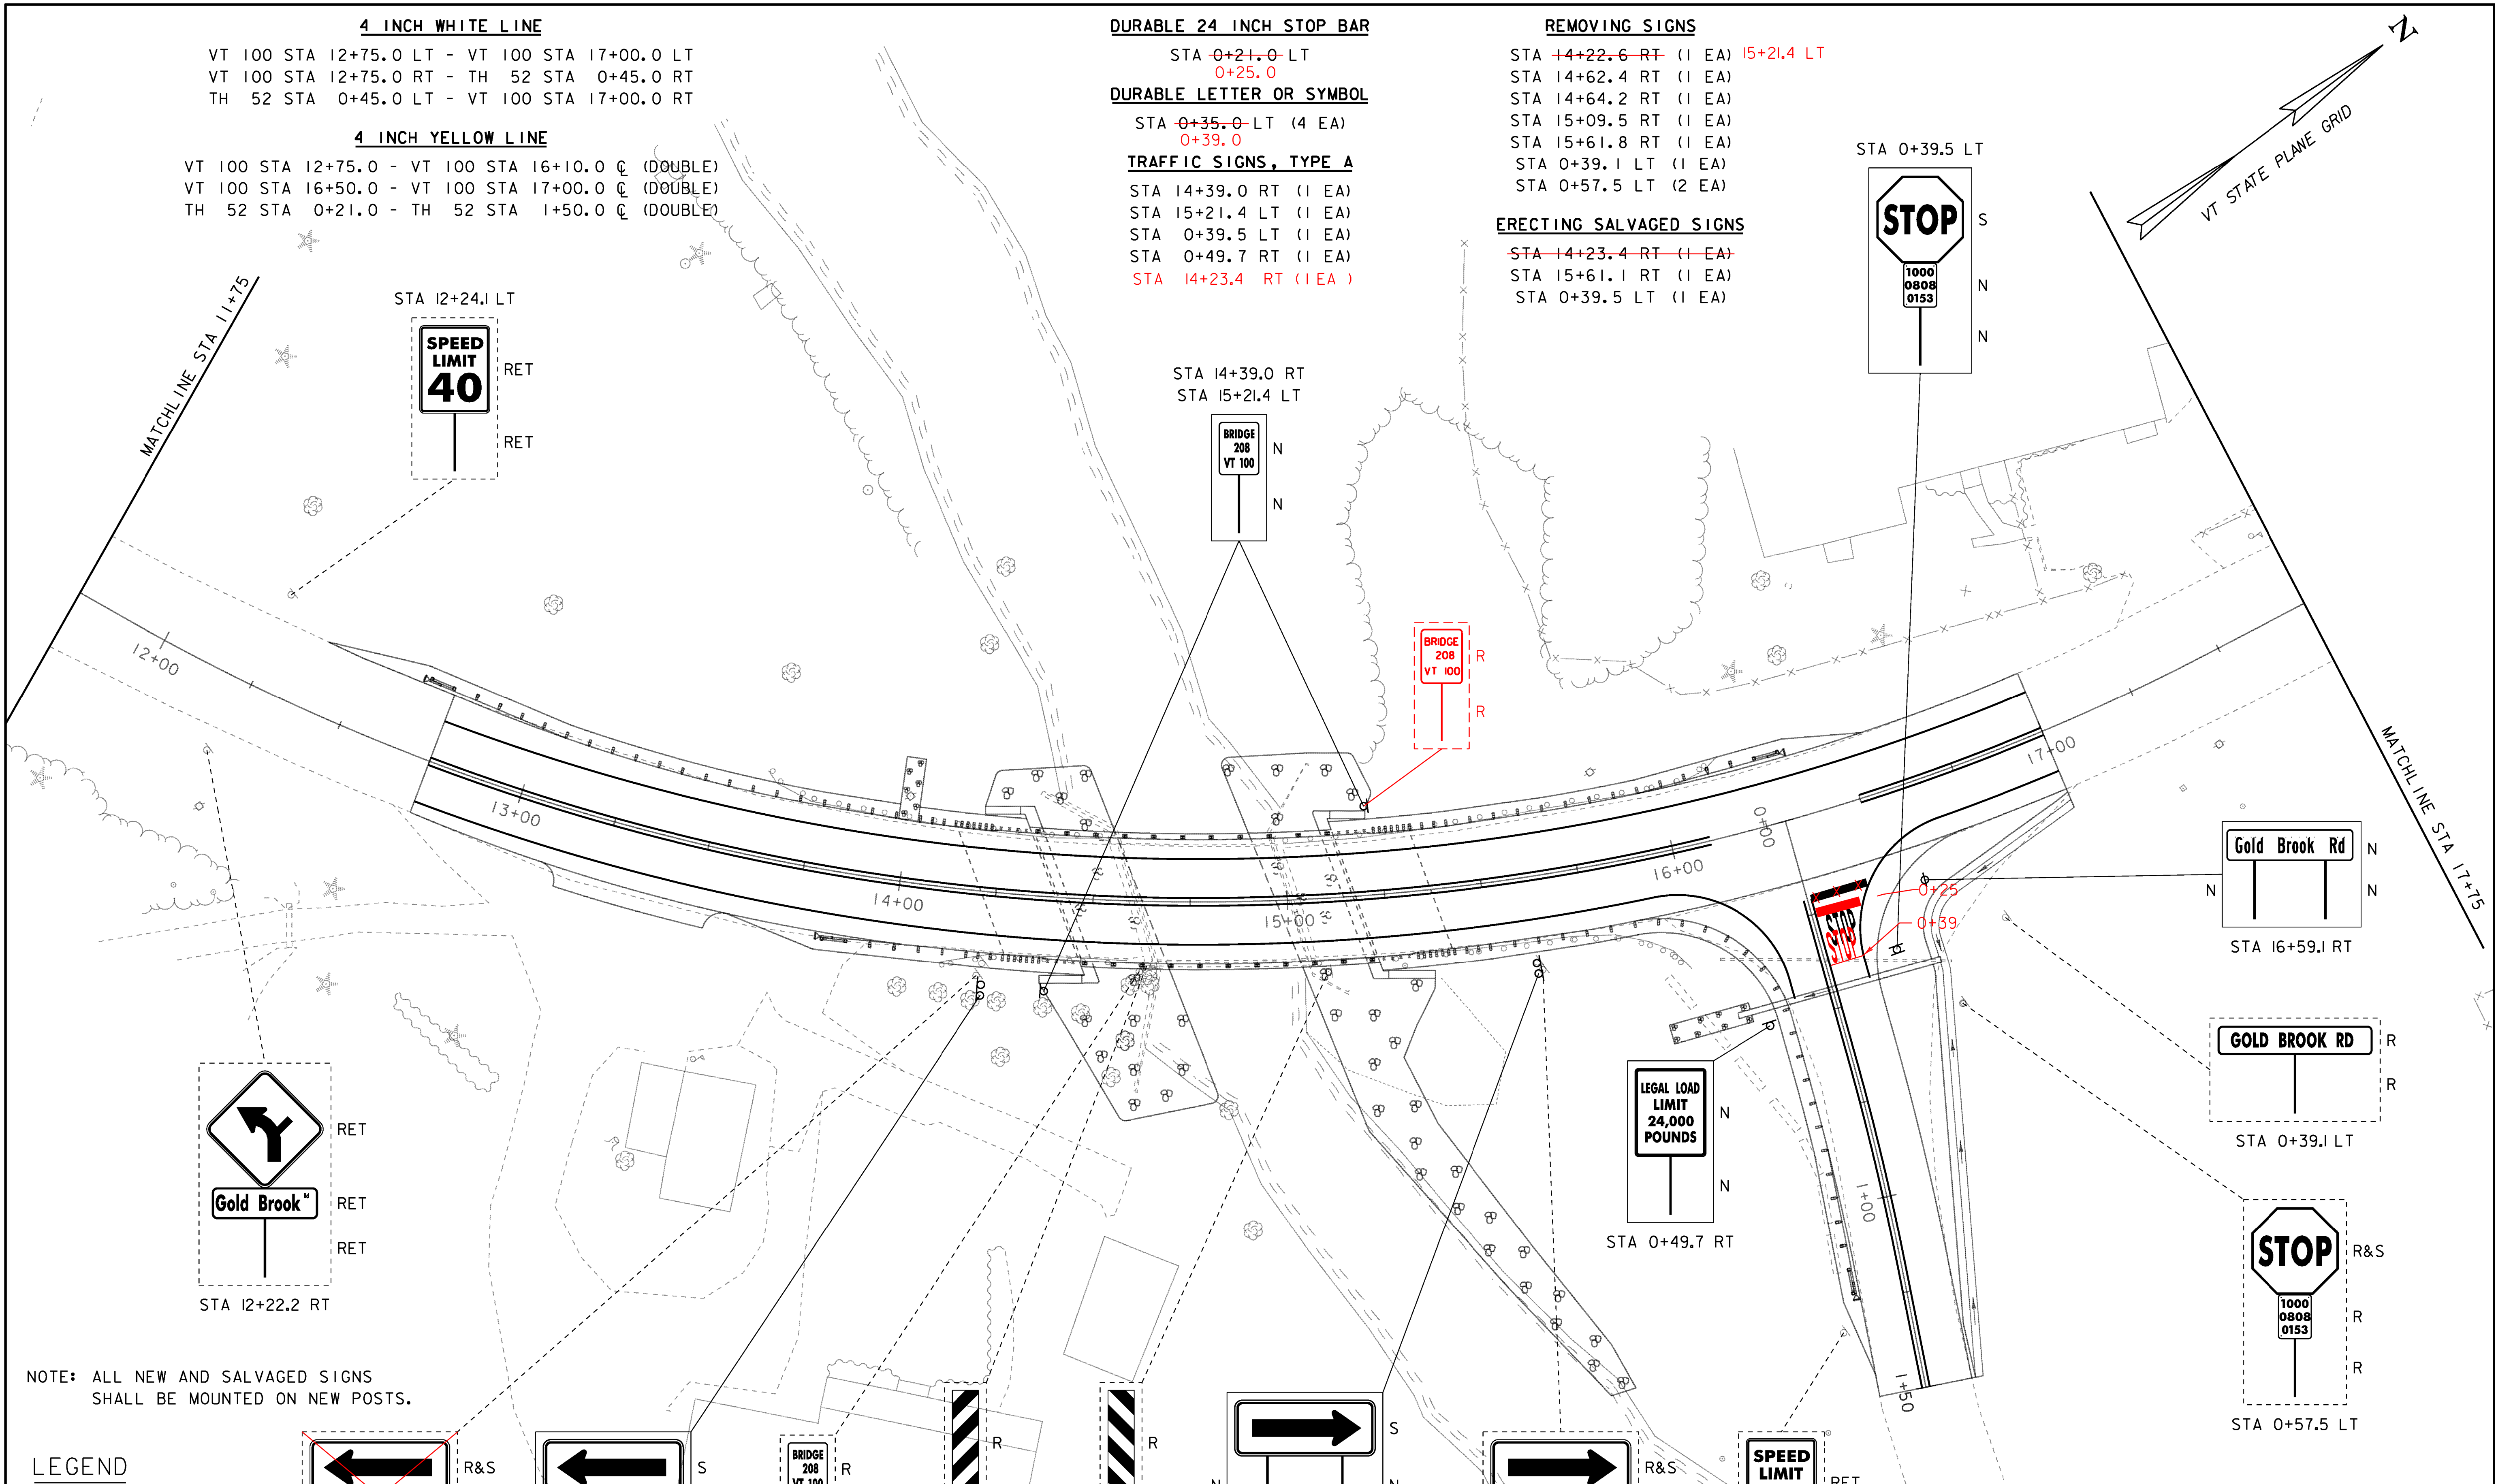 4 INCH WHITE LINE
VT 100 STA 12+75.0 LT - VT 100 STA 17+00.0 LT
VT 100 STA 12+75.0 RT - TH 52 STA 0+45.0 RT
TH 52 STA 0+45.0 LT - VT 100 STA 17+00.0 RT
4 INCH YELLOW LINE
VT 100 STA 12+75.0 - VT 100 STA 16+10.0 ℄ (DOUBLE)
VT 100 STA 16+50.0 - VT 100 STA 17+00.0 ℄ (DOUBLE)
TH 52 STA 0+21.0 - TH 52 STA 1+50.0 ℄ (DOUBLE)
DURABLE 24 INCH STOP BAR
STA 0+21.0 LT
0+25.0
DURABLE LETTER OR SYMBOL
STA 0+35.0 LT (4 EA)
0+39.0
TRAFFIC SIGNS, TYPE A
STA 14+39.0 RT (1 EA)
STA 15+21.4 LT (1 EA)
STA 0+39.5 LT (1 EA)
STA 0+49.7 RT (1 EA)
STA 14+23.4 RT (1 EA )
REMOVING SIGNS
STA 14+22.6 RT (1 EA) 15+21.4 LT
STA 14+62.4 RT (1 EA)
STA 14+64.2 RT (1 EA)
STA 15+09.5 RT (1 EA)
STA 15+61.8 RT (1 EA)
STA 0+39.1 LT (1 EA)
STA 0+57.5 LT (2 EA)
ERECTING SALVAGED SIGNS
STA 14+23.4 RT (1 EA)
STA 15+61.1 RT (1 EA)
STA 0+39.5 LT (1 EA)
STA 0+39.5 LT
STOP
S
1000
0808
0153
N
N
N
VT STATE PLANE GRID
MATCHLINE STA 11+75
STA 12+24.1 LT
SPEED
LIMIT
40
RET
RET
STA 14+39.0 RT
STA 15+21.4 LT
BRIDGE
208
VT 100
N
N
BRIDGE
208
VT 100
R
R
12+00
13+00
14+00
15+00
16+00
17+00
0+00
1+00
1+50
0+25
0+39
STOP
STOP
MATCHLINE STA 17+75
Gold Brook Rd
N
N
N
STA 16+59.1 RT
GOLD BROOK RD
R
R
STA 0+39.1 LT
LEGAL LOAD
LIMIT
24,000
POUNDS
N
N
STA 0+49.7 RT
STOP
R&S
1000
0808
0153
R
R
STA 0+57.5 LT
RET
Gold Brook Rd
RET
RET
STA 12+22.2 RT
NOTE: ALL NEW AND SALVAGED SIGNS
SHALL BE MOUNTED ON NEW POSTS.
LEGEND
R&S
S
BRIDGE
208
VT 100
R
R
R
S
N
N
R&S
SPEED
LIMIT
RET